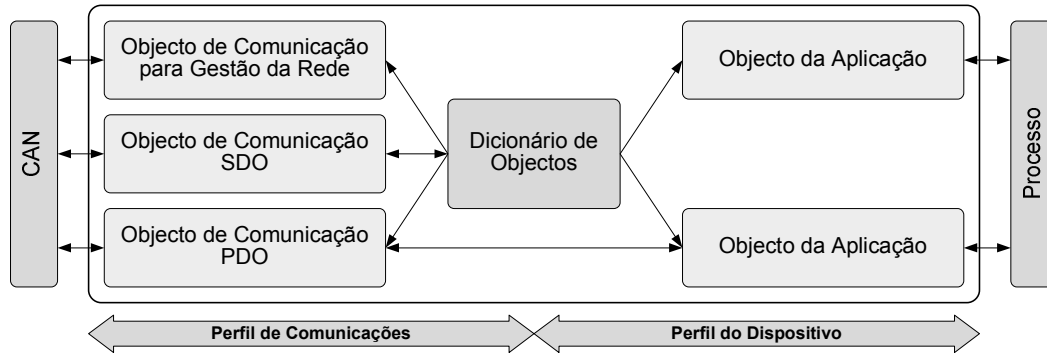 CAN
Objecto de Comunicação
para Gestão da Rede
Objecto de Comunicação
SDO
Objecto de Comunicação
PDO
Dicionário de
Objectos
Objecto da Aplicação
Objecto da Aplicação
Processo
Perfil de Comunicações
Perfil do Dispositivo